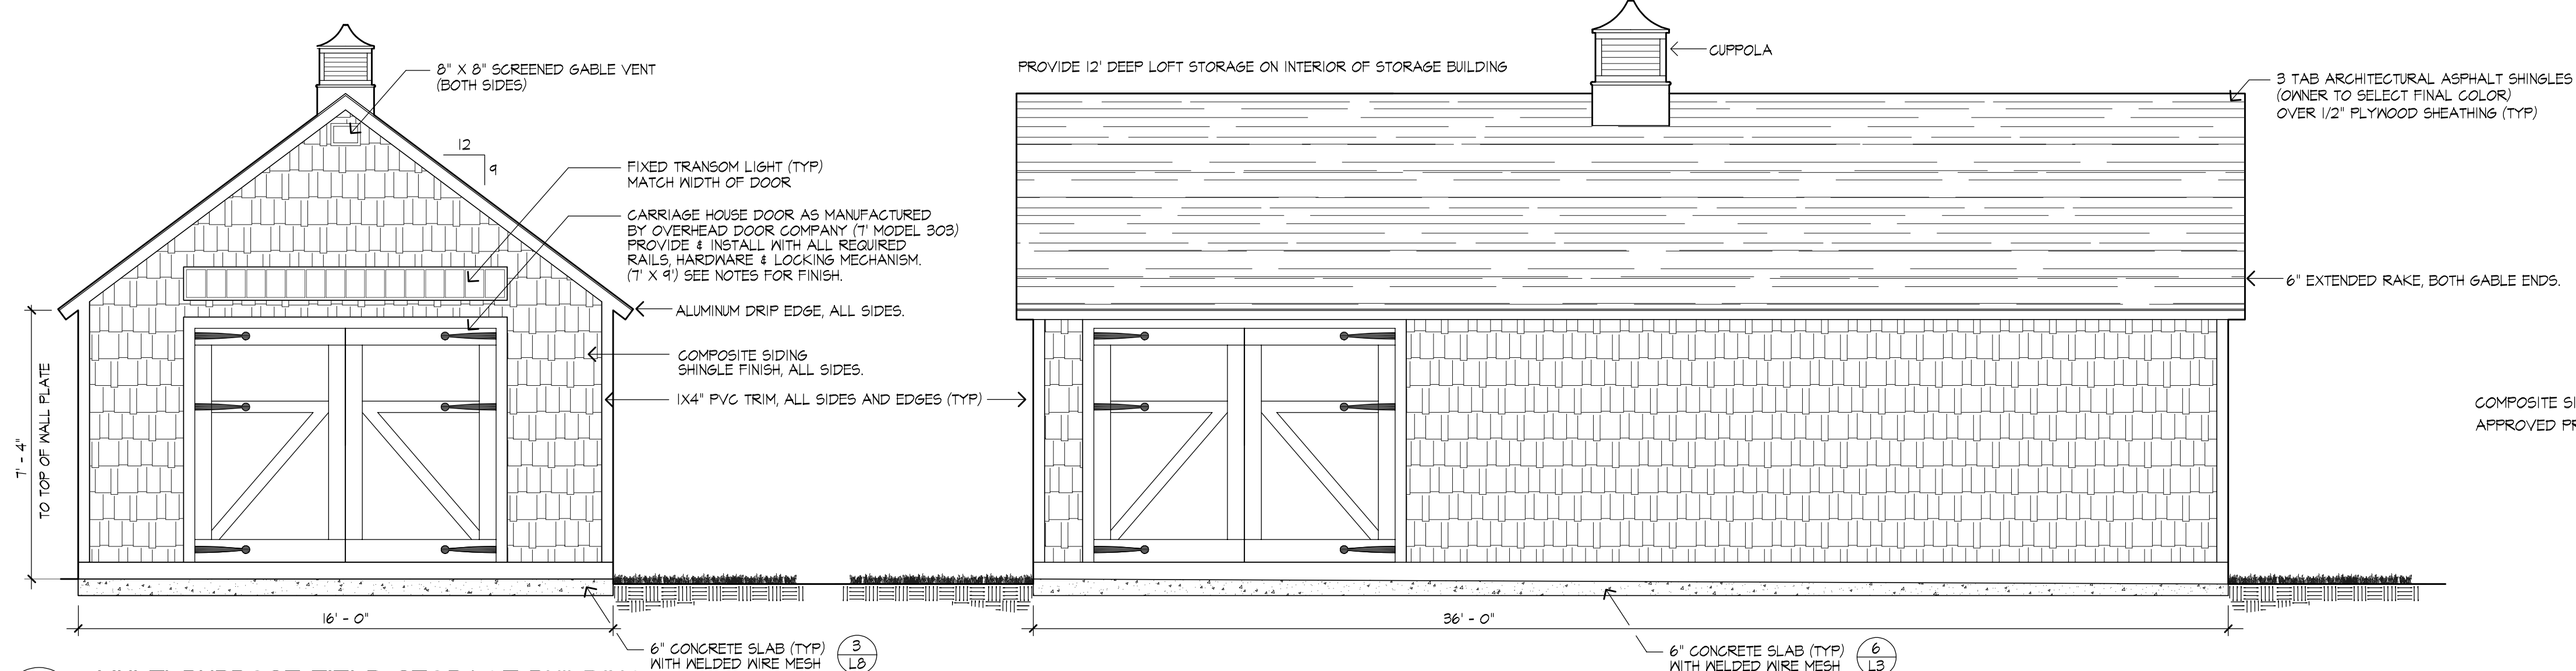 8" X 8" SCREENED GABLE VENT
(BOTH SIDES)
12
9
FIXED TRANSOM LIGHT (TYP)
MATCH WIDTH OF DOOR
CARRIAGE HOUSE DOOR AS MANUFACTURED
BY OVERHEAD DOOR COMPANY (7' MODEL 303)
PROVIDE & INSTALL WITH ALL REQUIRED
RAILS, HARDWARE & LOCKING MECHANISM.
(7' X 9') SEE NOTES FOR FINISH.
ALUMINUM DRIP EDGE, ALL SIDES.
COMPOSITE SIDING
SHINGLE FINISH, ALL SIDES.
1X4" PVC TRIM, ALL SIDES AND EDGES (TYP)
7' - 4"
TO TOP OF WALL PLATE
16' - 0"
6" CONCRETE SLAB (TYP)
WITH WELDED WIRE MESH
3
L8
PROVIDE 12' DEEP LOFT STORAGE ON INTERIOR OF STORAGE BUILDING
CUPPOLA
3 TAB ARCHITECTURAL ASPHALT SHINGLES
(OWNER TO SELECT FINAL COLOR)
OVER 1/2" PLYWOOD SHEATHING (TYP)
6" EXTENDED RAKE, BOTH GABLE ENDS.
COMPOSITE SI
APPROVED PR
36' - 0"
6" CONCRETE SLAB (TYP)
WITH WELDED WIRE MESH
6
L3